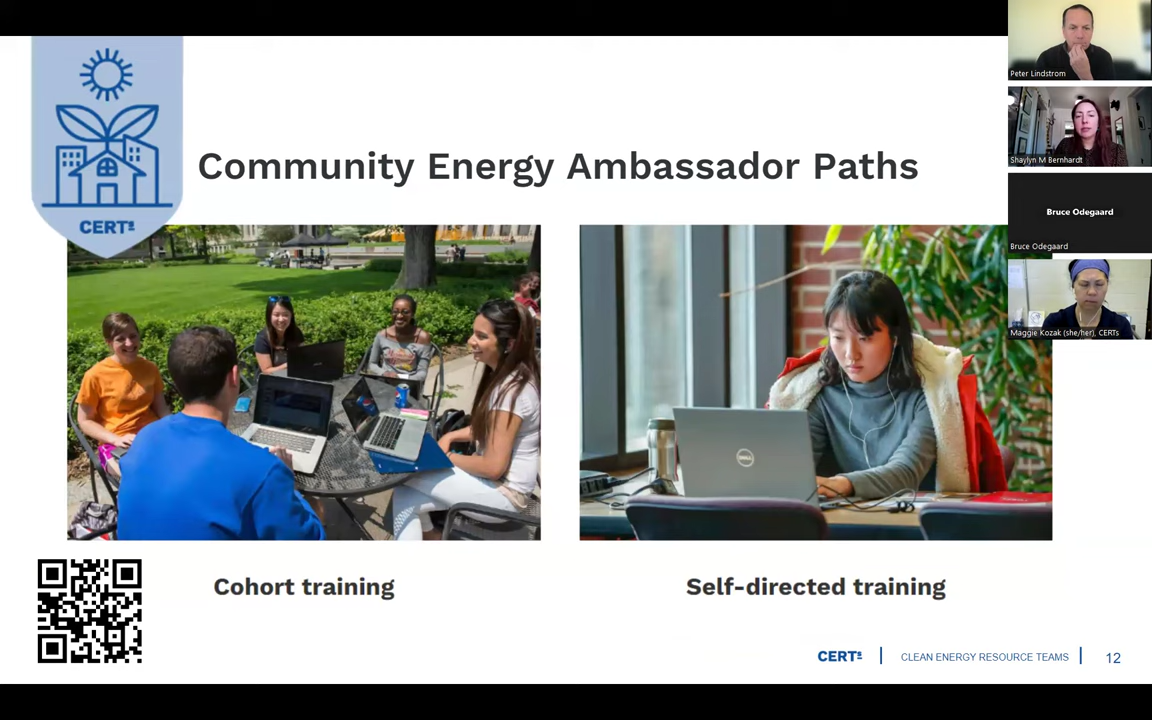 CERTs
Community Energy Ambassador Paths
Cohort training
Self-directed training
CERTs
CLEAN ENERGY RESOURCE TEAMS
12
Peter Lindstrom
Shaylyn M Bernhardt
Bruce Odegaard
Bruce Odegaard
Maggie Kozak (she/her), CERTs
DELL